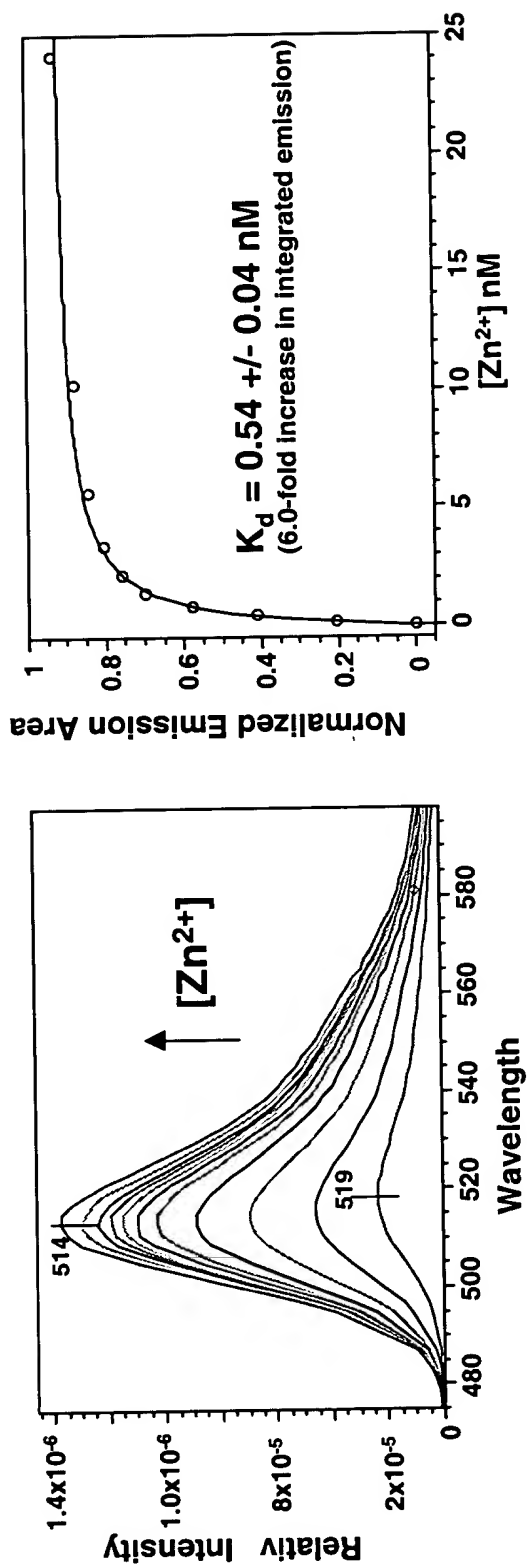 Relativ Intensity
1.4x10-6
1.0x10-6
8x10-5
2x10-5
0
514
519
[Zn2+]
480
500
520
540
560
580
Wavelength
Normalized Emission Area
1
0.8
0.6
0.4
0.2
0
Kd = 0.54 +/- 0.04 nM
(6.0-fold increase in integrated emission)
0
5
10
15
20
25
[Zn2+] nM